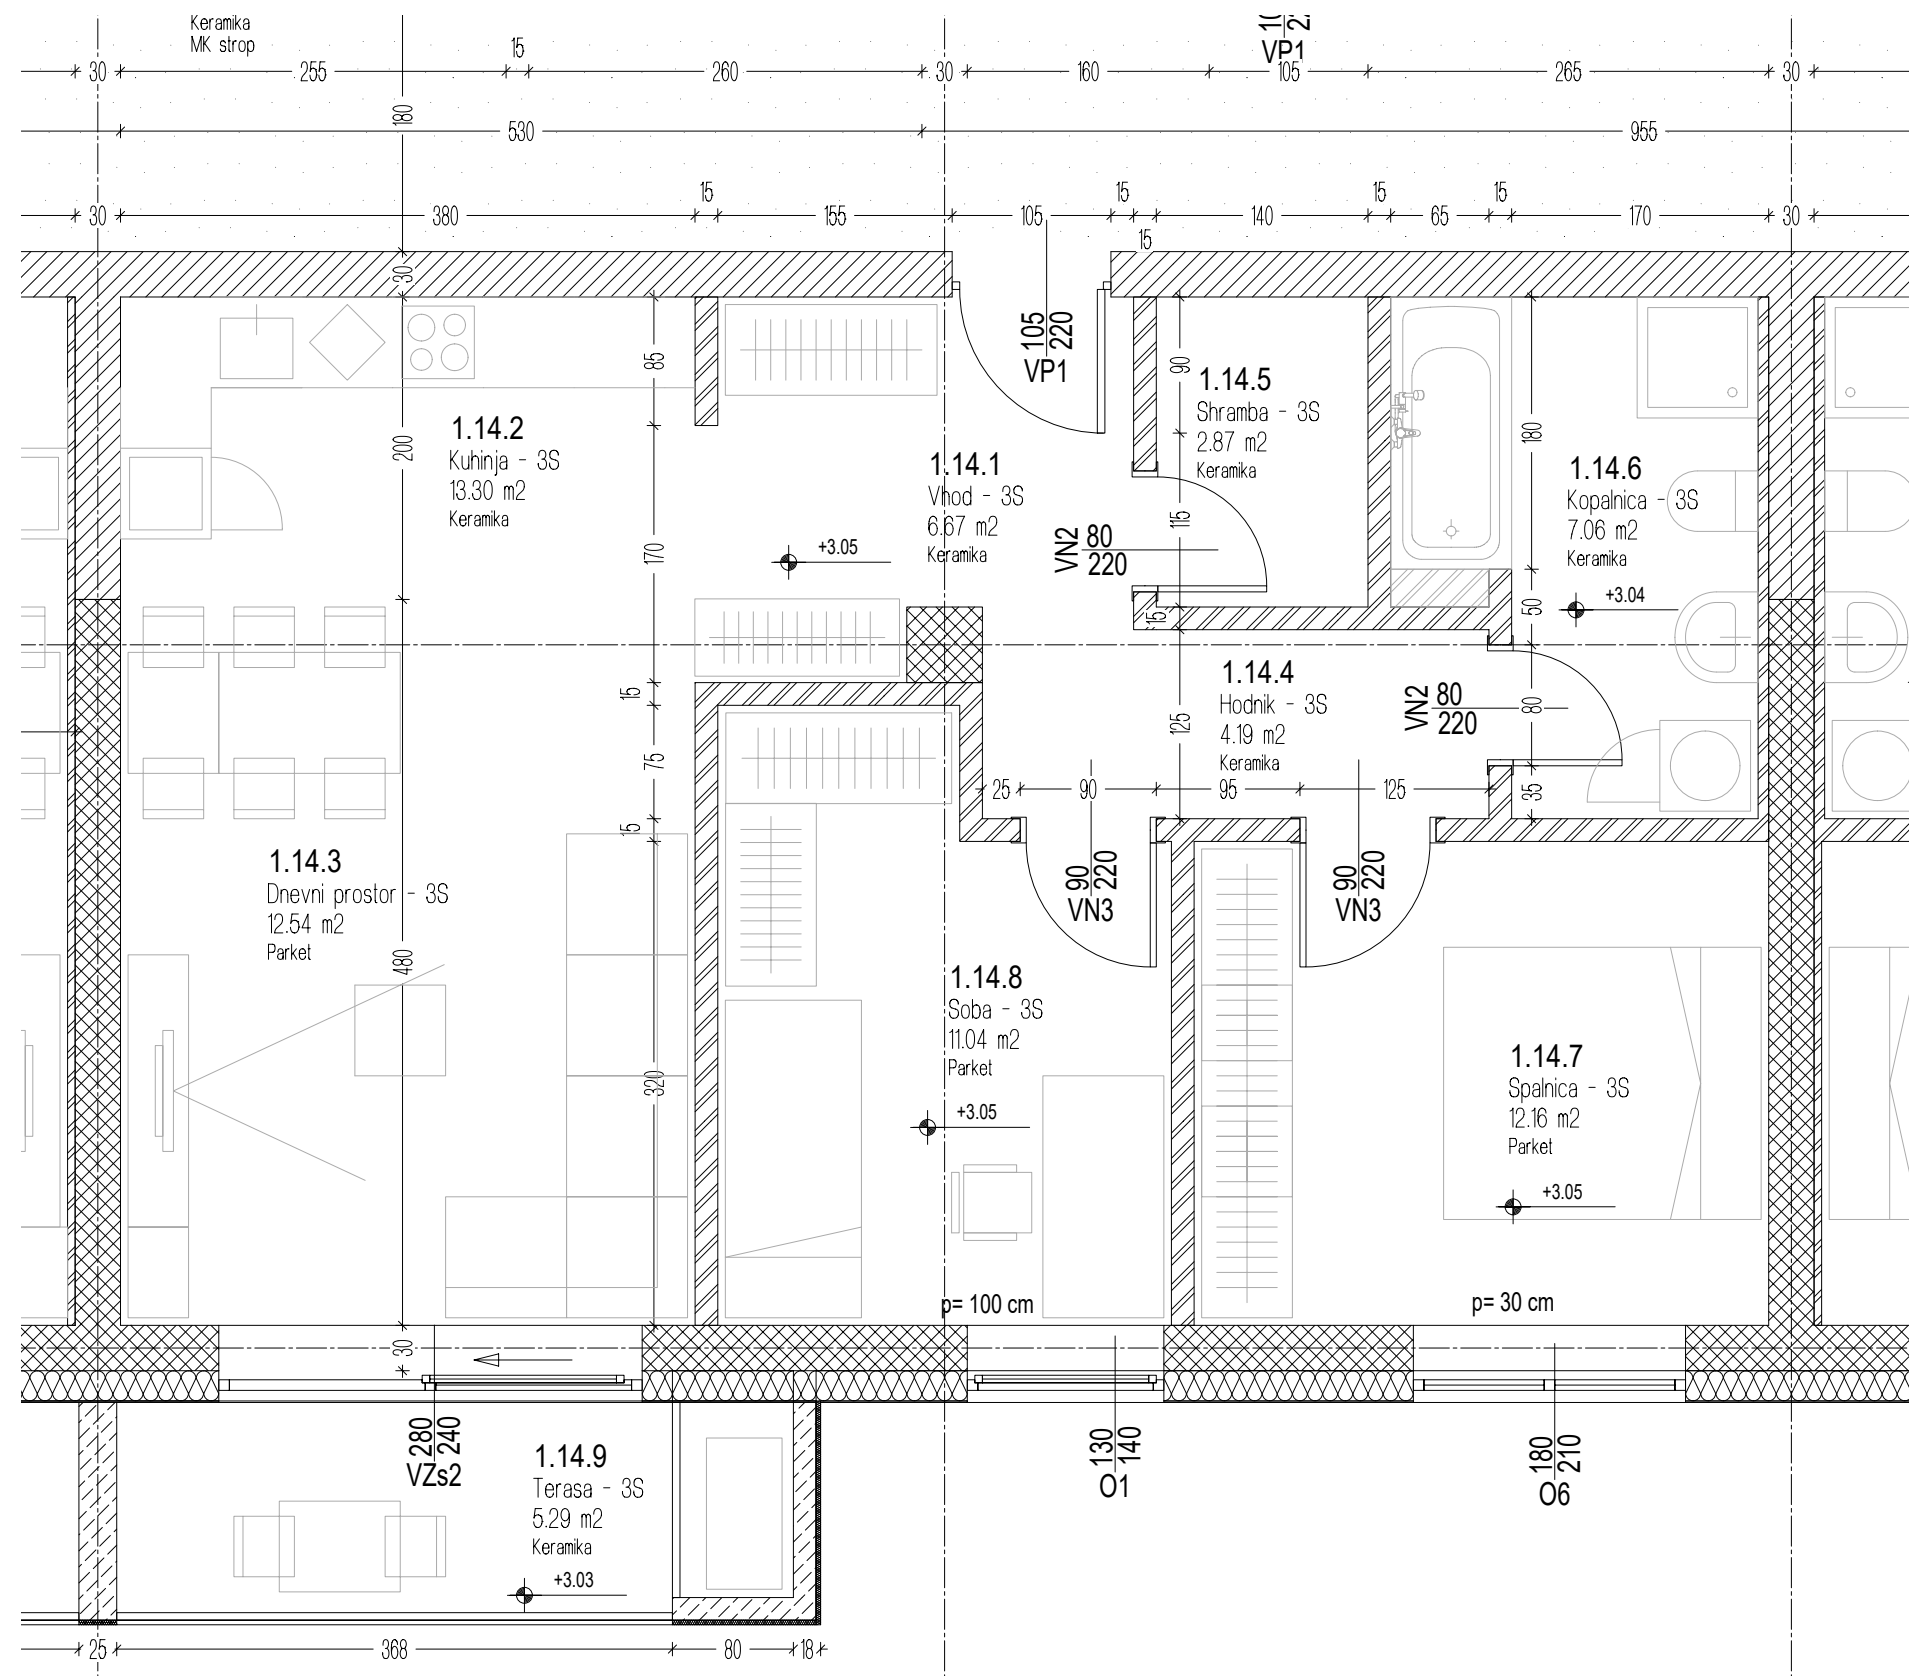 Keramika
MK strop
10
2
VP1
30
255
15
260
30
160
105
265
30
180
530
955
30
380
15
155
105
15
15
140
15
65
15
170
30
30
85
200
170
15
75
15
480
320
30
105
220
VP1
90
115
15
125
180
50
80
35
1.14.2
Kuhinja - 3S
13.30 m2
Keramika
1.14.1
Vhod - 3S
6.67 m2
Keramika
+3.05
1.14.5
Shramba - 3S
2.87 m2
Keramika
VN2 80
220
1.14.6
Kopalnica - 3S
7.06 m2
Keramika
+3.04
1.14.4
Hodnik - 3S
4.19 m2
Keramika
VN2 80
220
25
90
95
125
90
220
VN3
90
220
VN3
1.14.3
Dnevni prostor - 3S
12.54 m2
Parket
1.14.8
Soba - 3S
11.04 m2
Parket
+3.05
1.14.7
Spalnica - 3S
12.16 m2
Parket
+3.05
p= 100 cm
p= 30 cm
280
240
VZs2
130
140
O1
180
210
O6
1.14.9
Terasa - 3S
5.29 m2
Keramika
+3.03
25
368
80
18